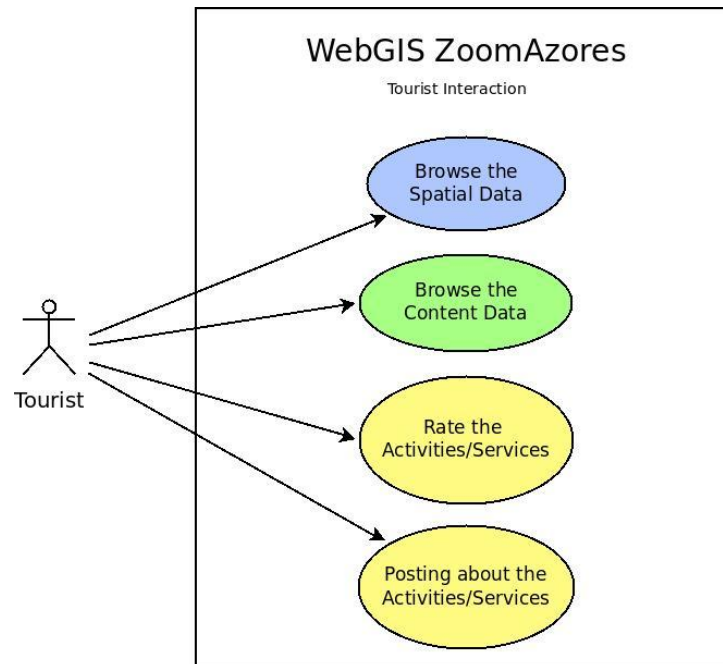 WebGIS ZoomAzores
Tourist Interaction
Browse the
Spatial Data
Browse the
Content Data
Tourist
Rate the
Activities/Services
Posting about the
Activities/Services